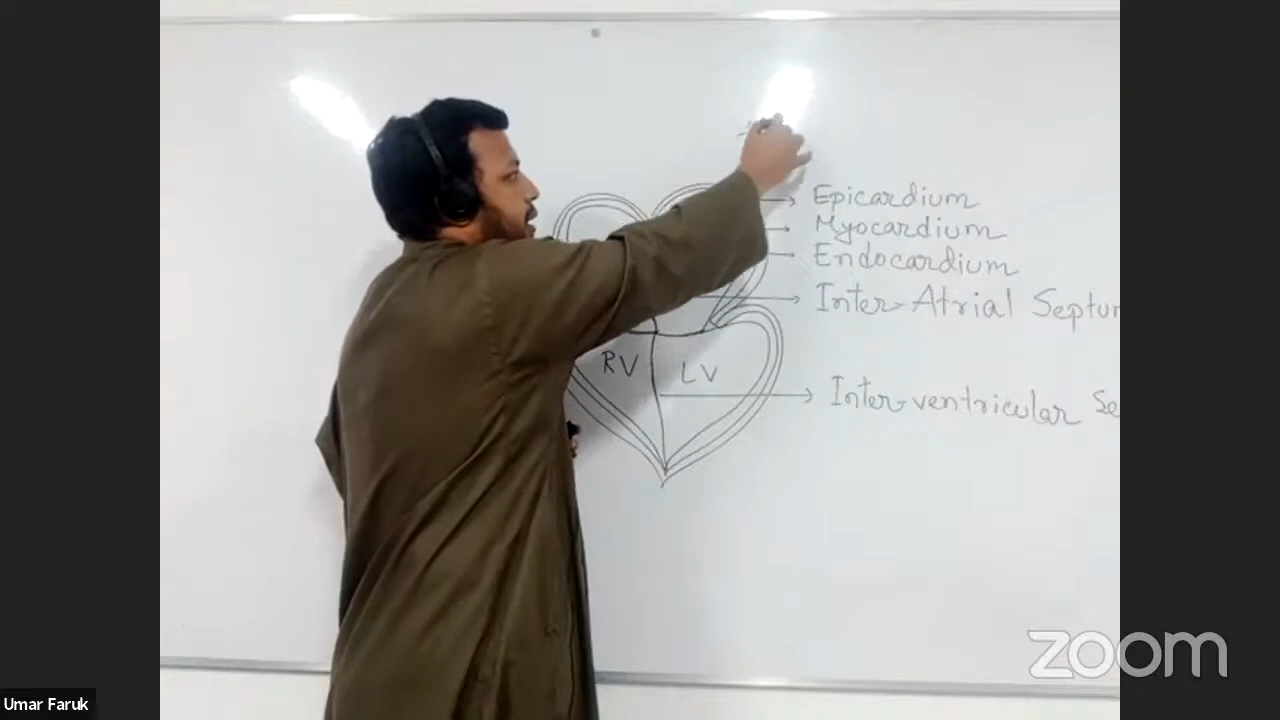 Epicardium
Myocardium
Endocardium
Inter-Atrial Septum
RV
LV
Inter-ventricular Se
zoom
Umar Faruk